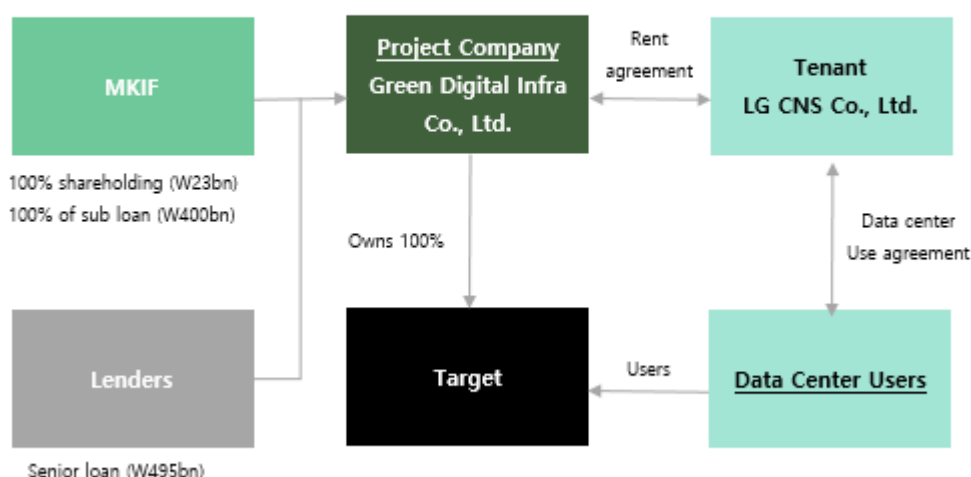 MKIF
100% shareholding (W23bn)
100% of sub loan (W400bn)
Project Company
Green Digital Infra
Co., Ltd.
Rent
agreement
Tenant
LG CNS Co., Ltd.
Owns 100%
Data center
Use agreement
Lenders
Senior loan (W495bn)
Target
Users
Data Center Users